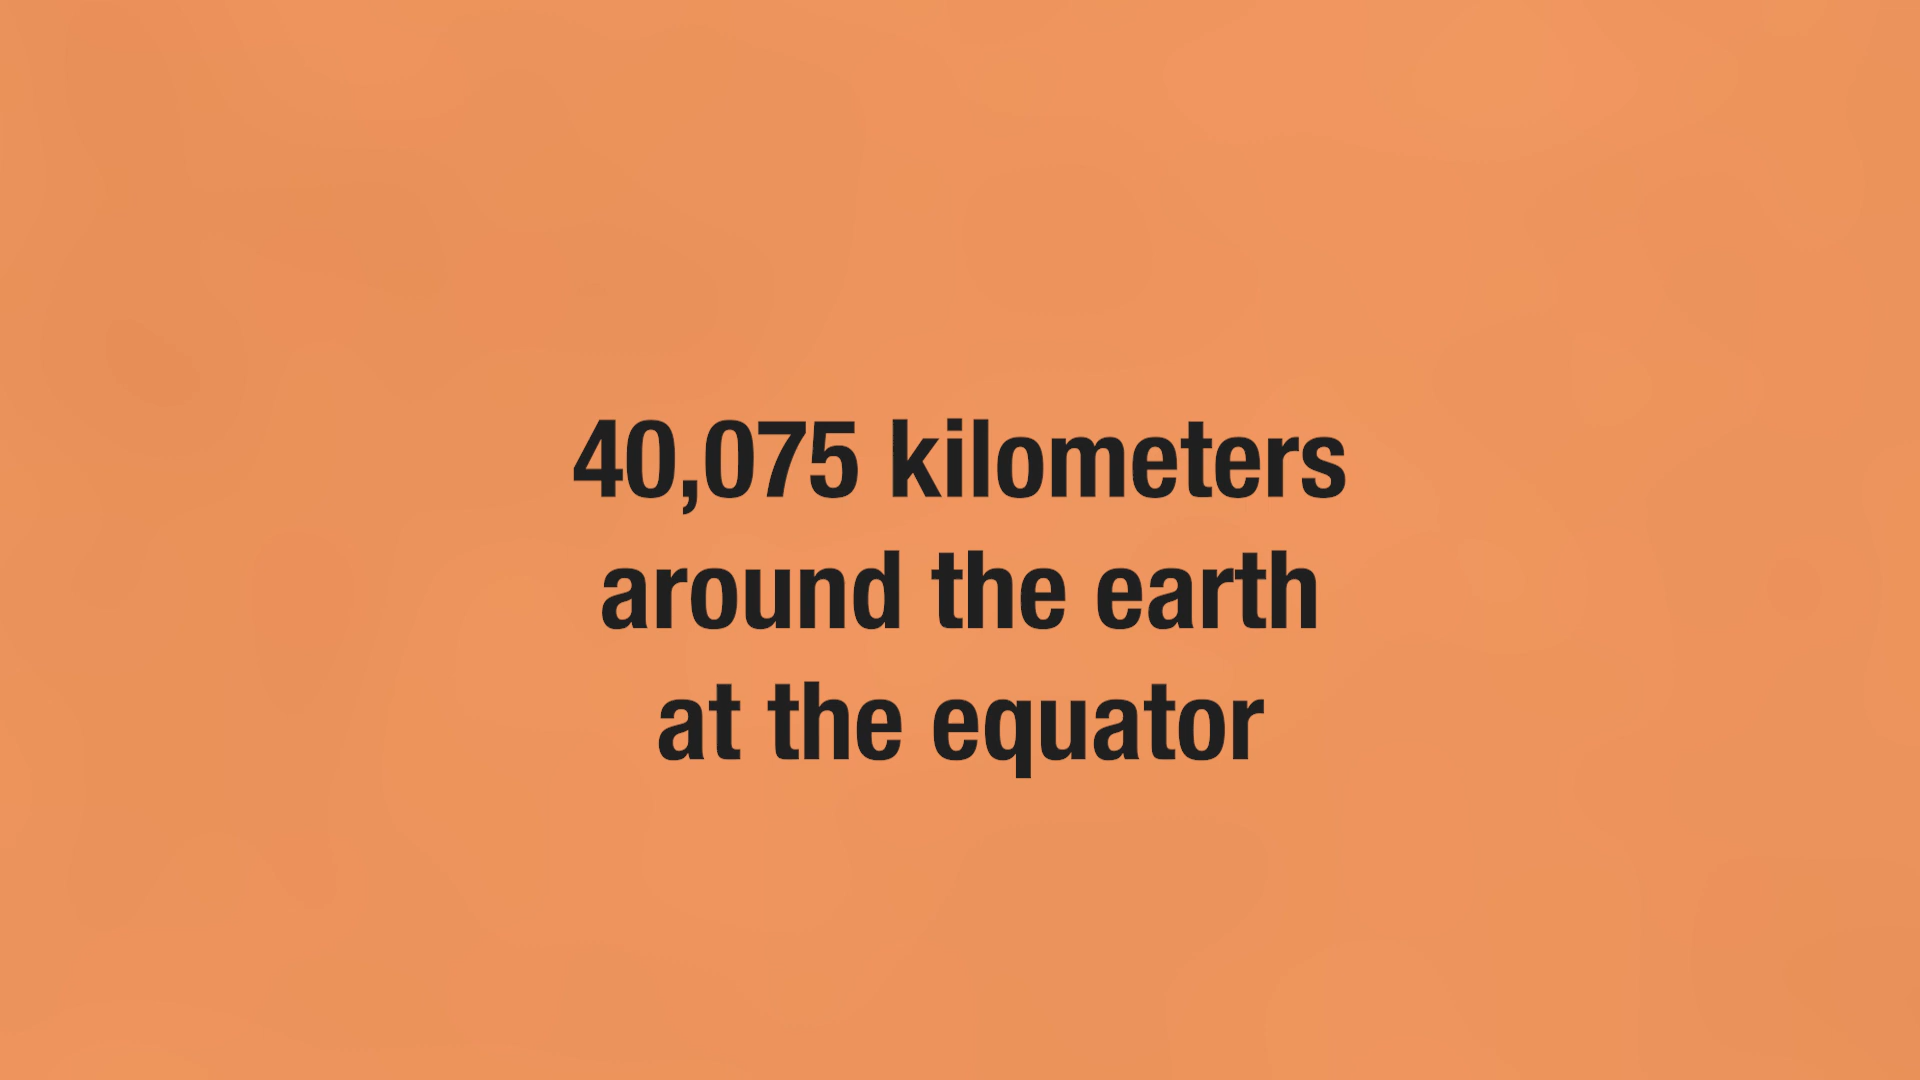 40,075 kilometers
around the earth
at the equator